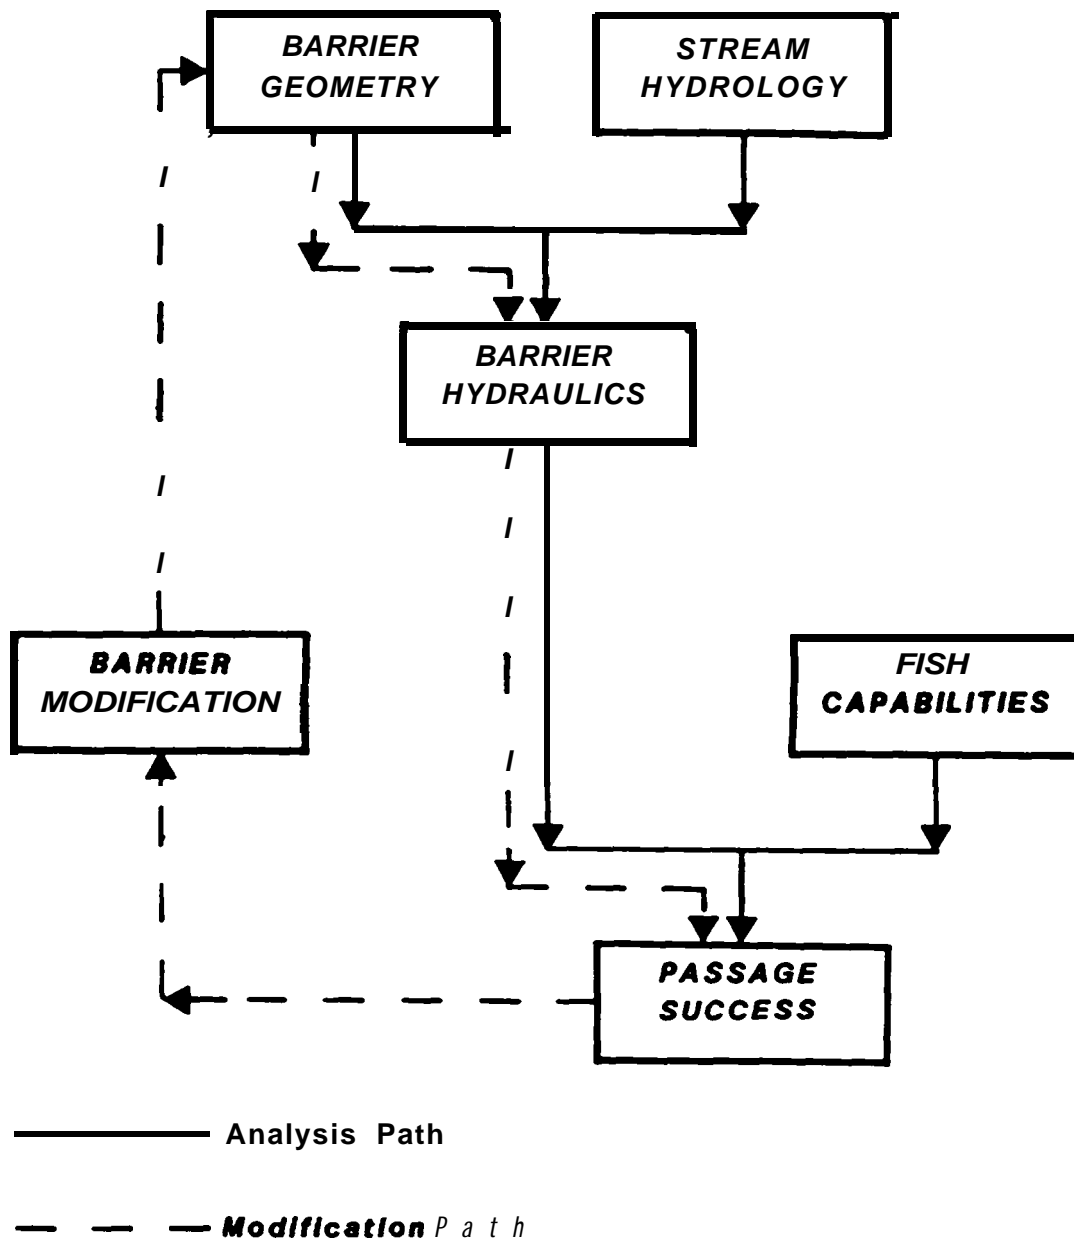 BARRIER
GEOMETRY
STREAM
HYDROLOGY
BARRIER
HYDRAULICS
BARRIER
MODIFICATION
FISH
CAPABILITIES
PASSAGE
SUCCESS
Analysis Path
Modification Path